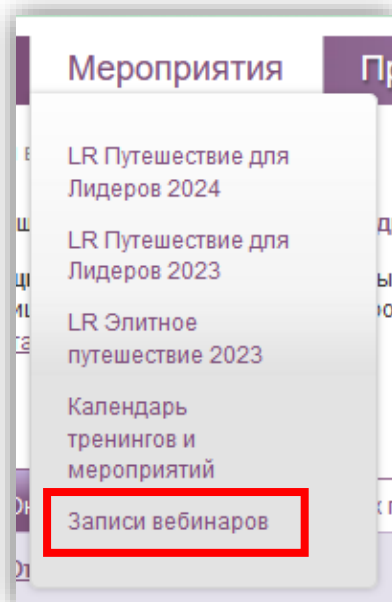 Мероприятия
LR Путешествие для
Лидеров 2024
LR Путешествие для
Лидеров 2023
LR Элитное
путешествие 2023
Календарь
тренингов и
мероприятий
Записи вебинаров